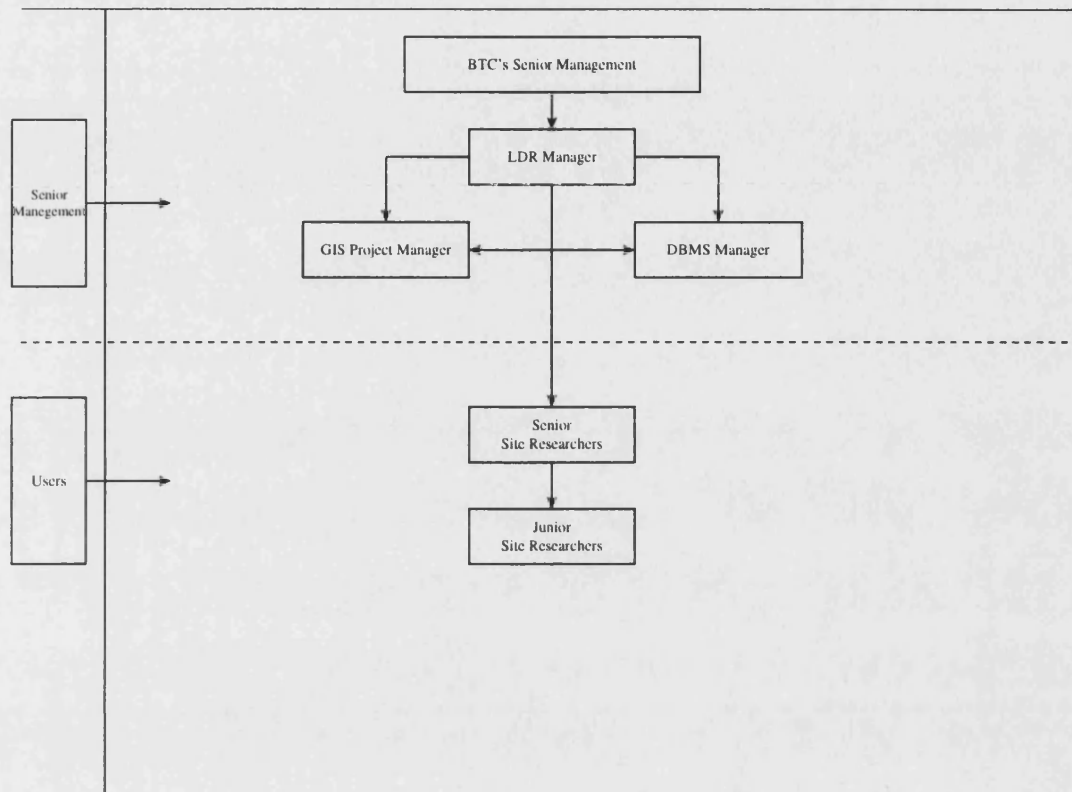 BTC's Senior Management
LDR Manager
Senior
Manegement
GIS Project Manager
DBMS Manager
Senior
Site Researchers
Users
Junior
Site Researchers